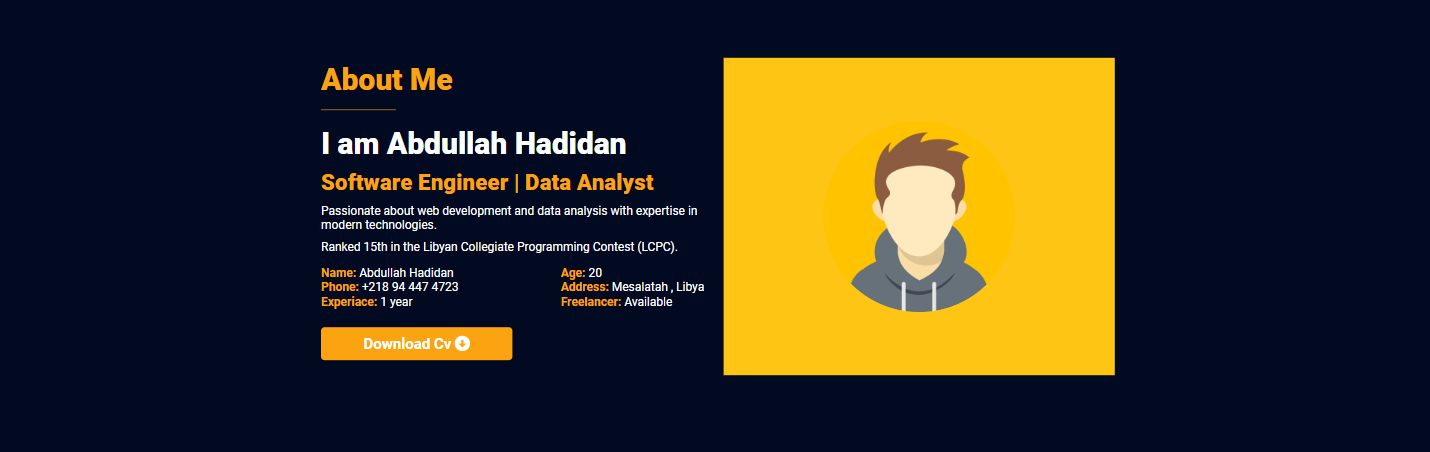 About Me
I am Abdullah Hadidan
Software Engineer | Data Analyst
Passionate about web development and data analysis with expertise in
modern technologies.
Ranked 15th in the Libyan Collegiate Programming Contest (LCPC).
Name: Abdullah Hadidan
Age: 20
Phone: +218 94 447 4723
Address: Mesalatah , Libya
Experiace: 1 year
Freelancer: Available
Download Cv